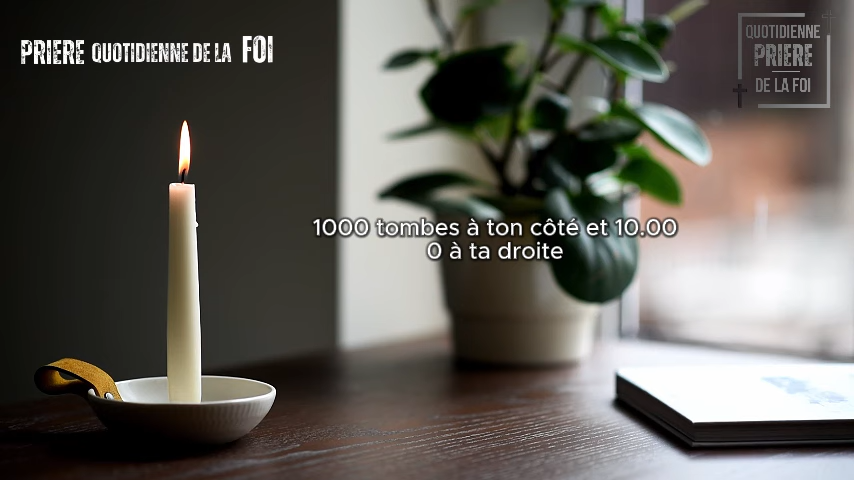 PRIERE QUOTIDIENNE DE LA FOI
QUOTIDIENNE
PRIERE
DE LA FOI
1000 tombes à ton côté et 10.00
0 à ta droite